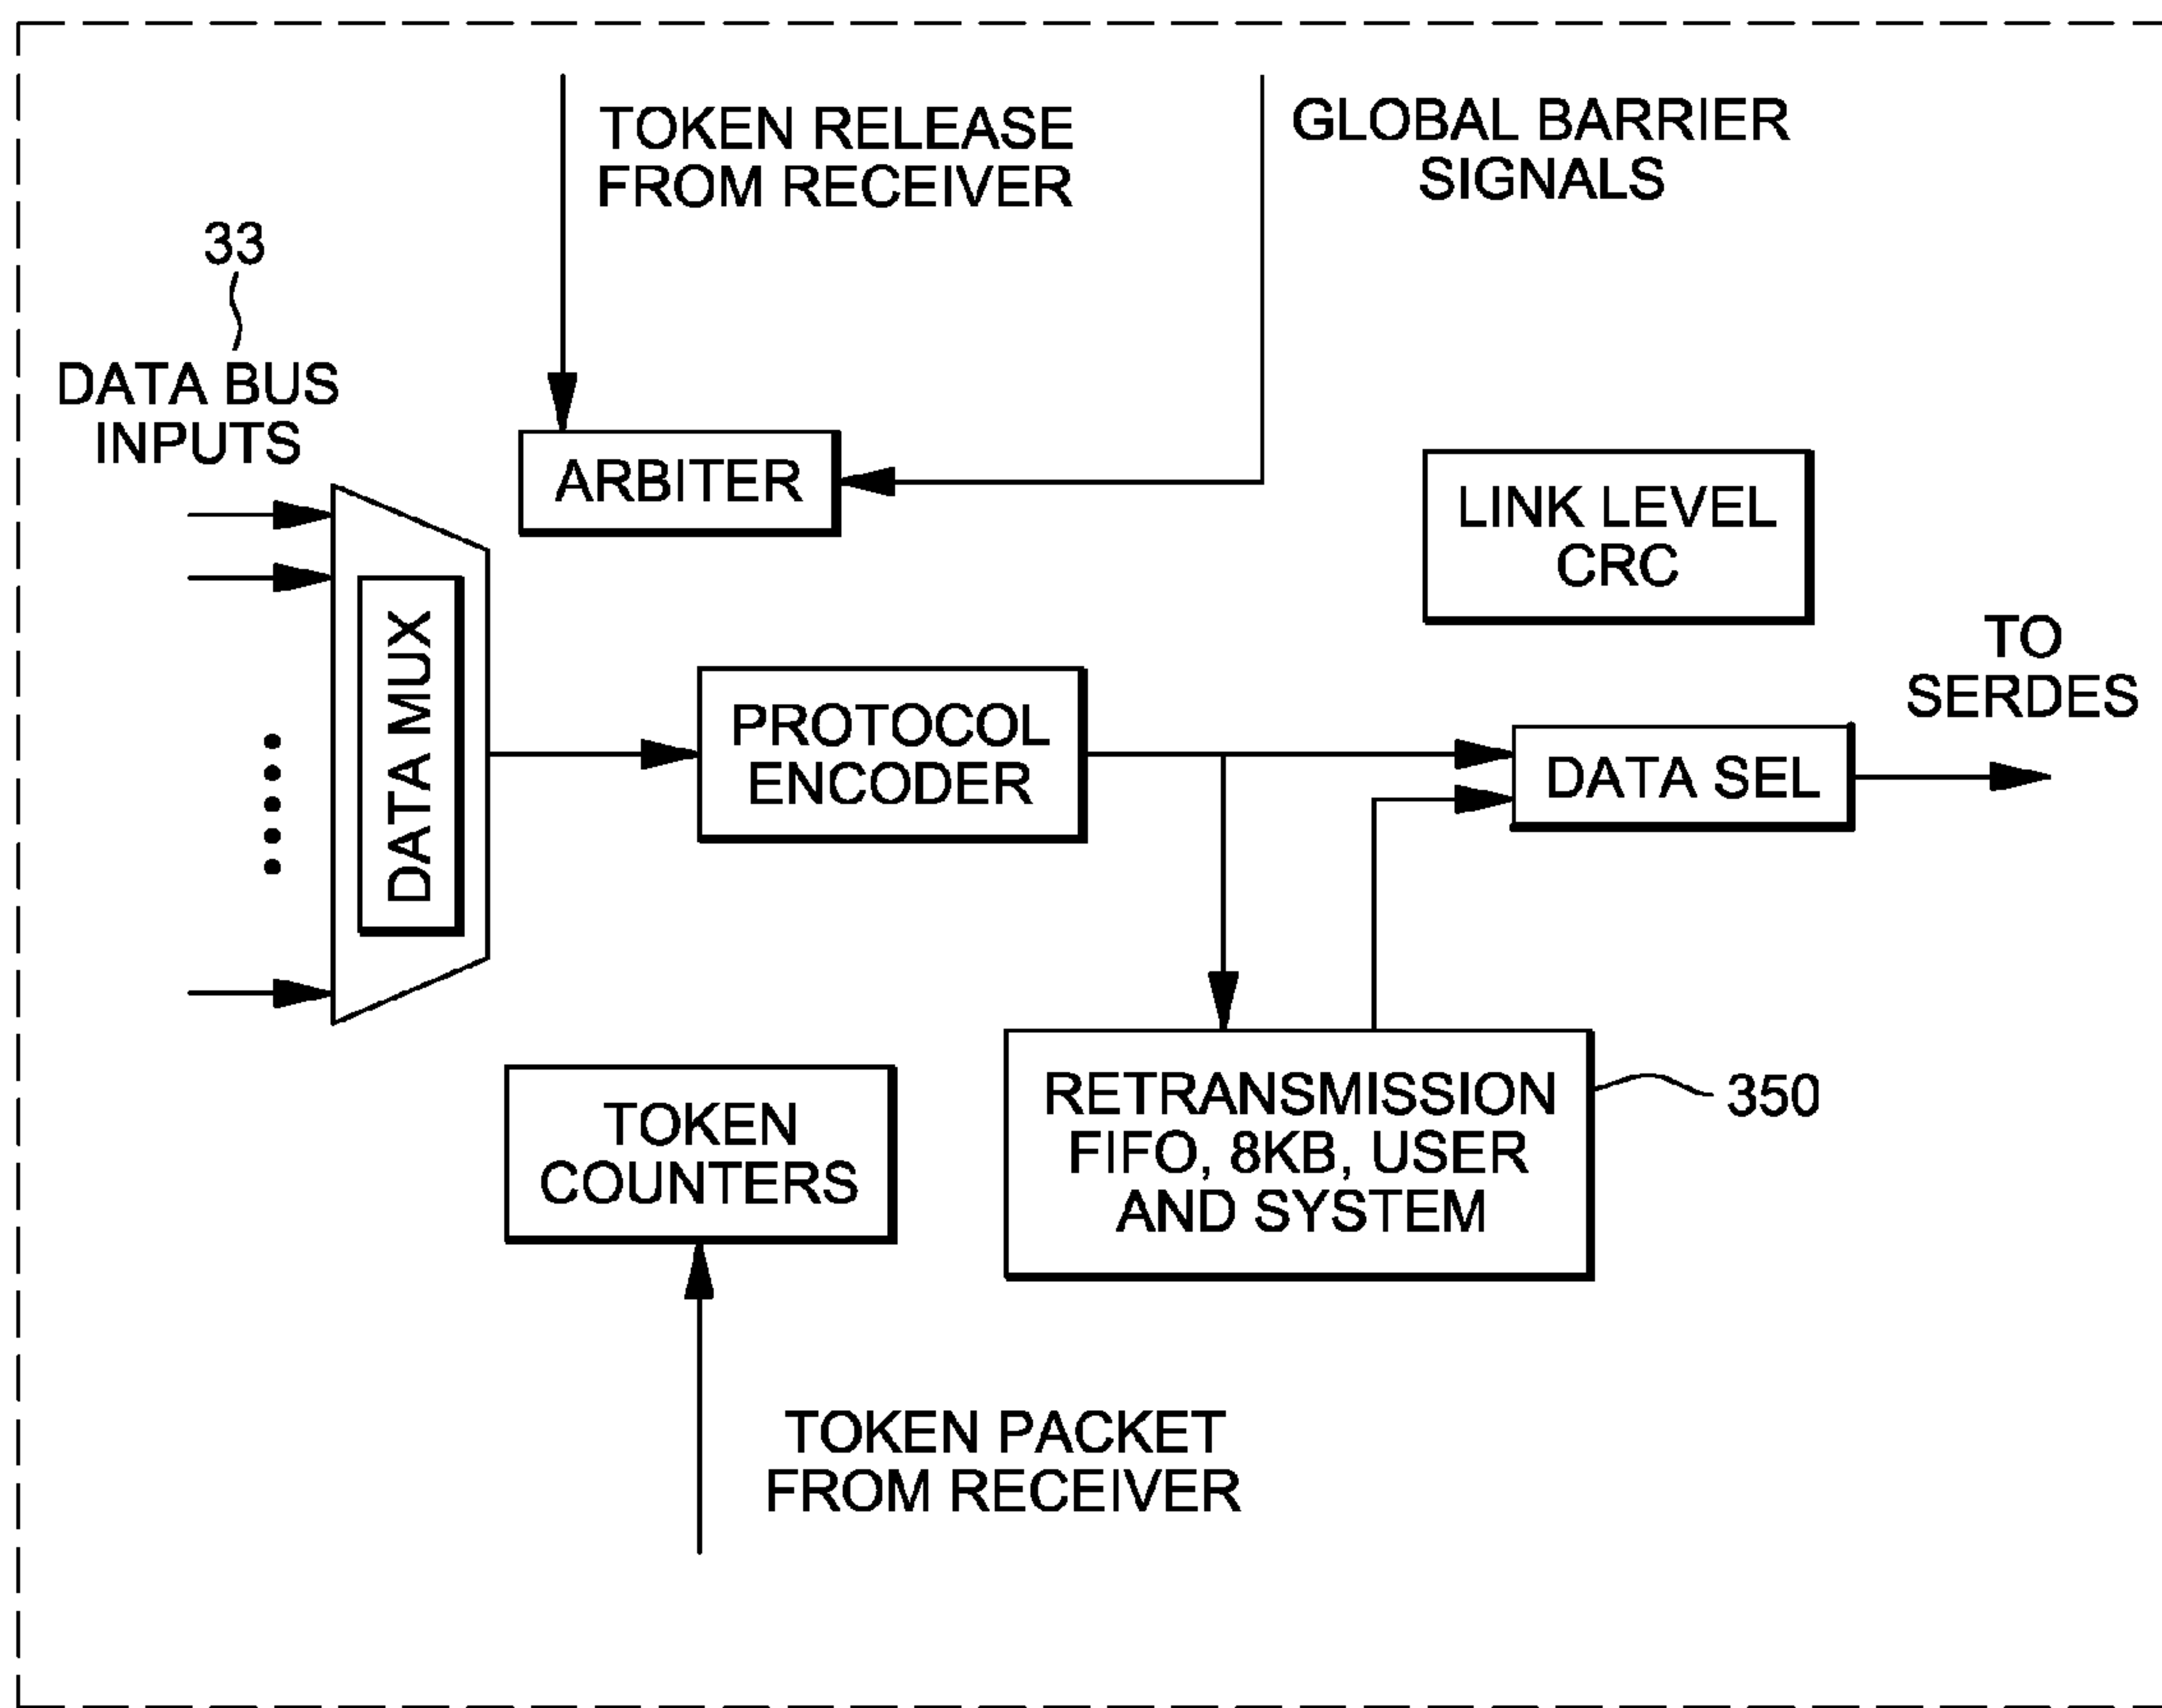 TOKEN RELEASE
FROM RECEIVER
GLOBAL BARRIER
SIGNALS
33
DATA BUS
INPUTS
ARBITER
LINK LEVEL
CRC
DATA MUX
PROTOCOL
ENCODER
TO
SERDES
DATA SEL
TOKEN
COUNTERS
RETRANSMISSION
FIFO, 8KB, USER
AND SYSTEM
350
TOKEN PACKET
FROM RECEIVER